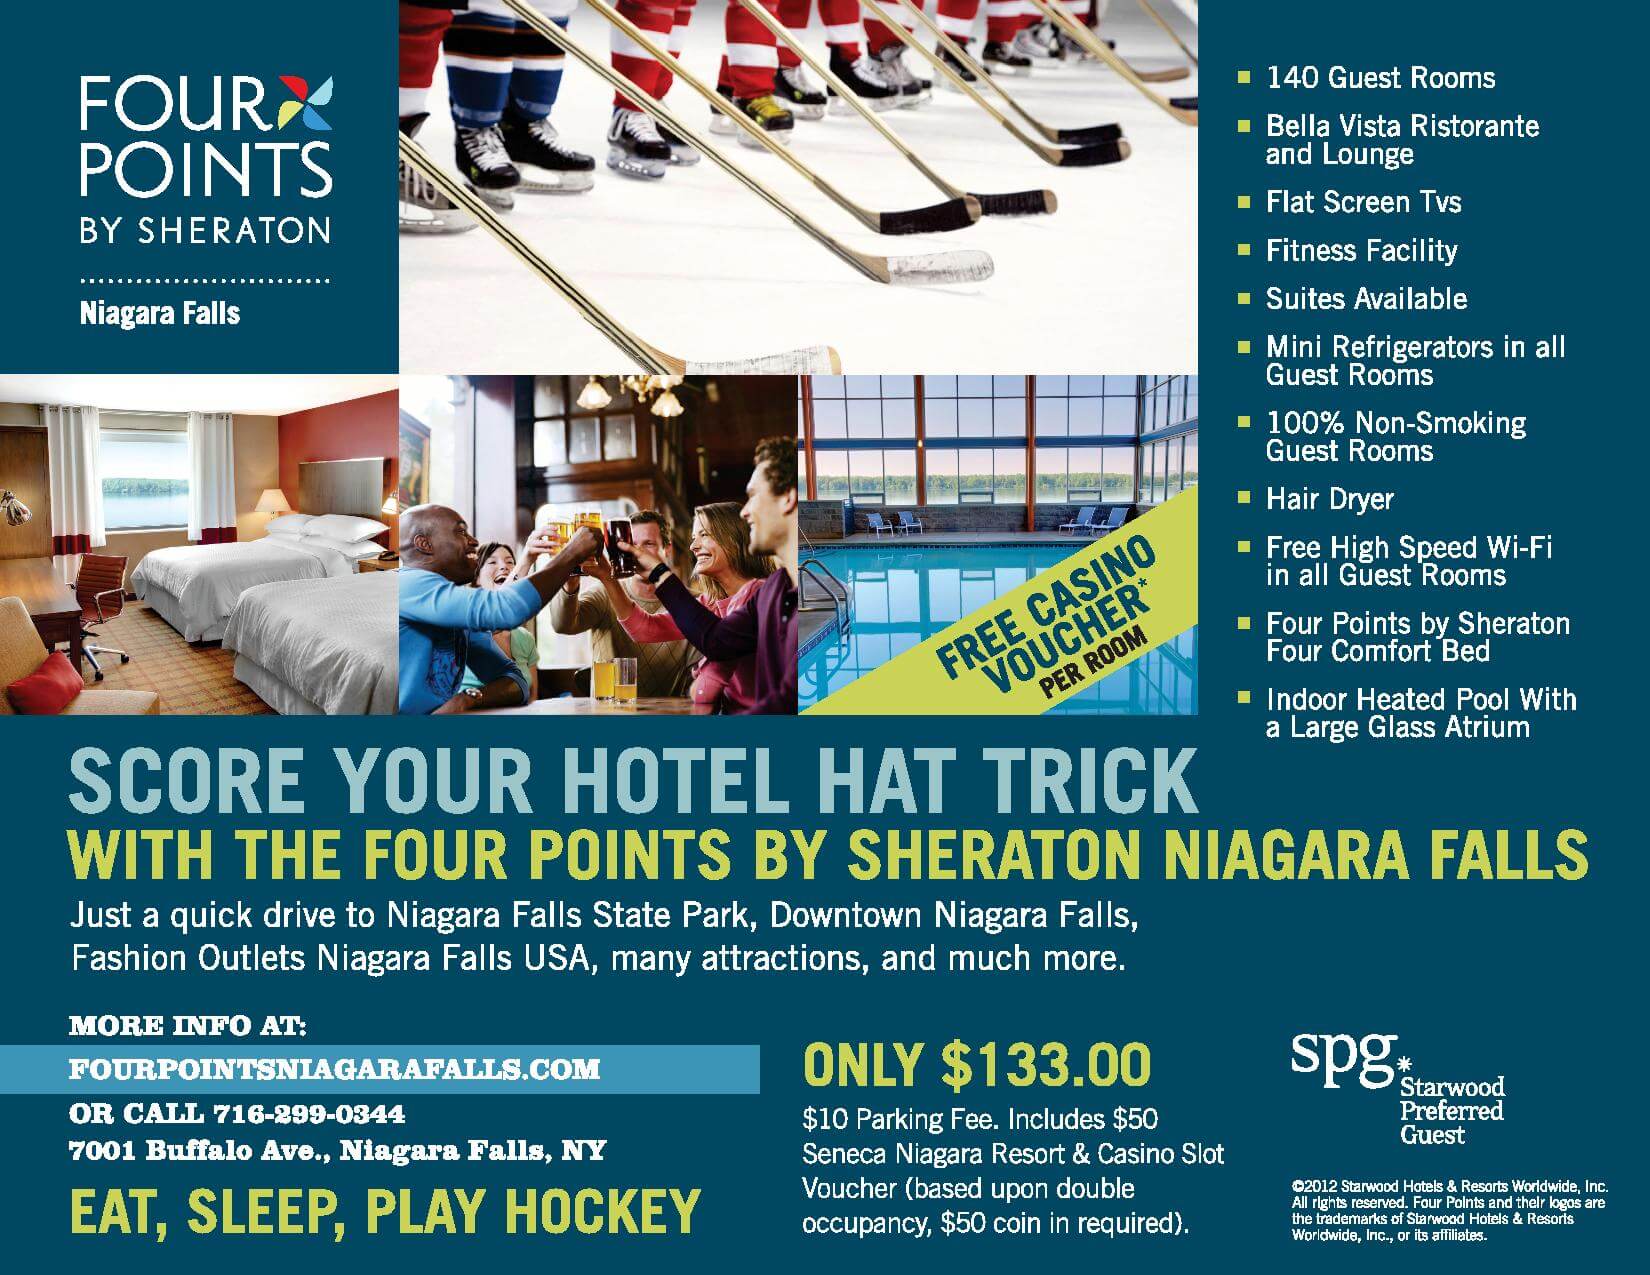 FOUR
POINTS
BY SHERATON
Niagara Falls
140 Guest Rooms
Bella Vista Ristorante
and Lounge
Flat Screen Tvs
Fitness Facility
Suites Available
Mini Refrigerators in all
Guest Rooms
100% Non-Smoking
Guest Rooms
Hair Dryer
Free High Speed Wi-Fi
in all Guest Rooms
Four Points by Sheraton
Four Comfort Bed
Indoor Heated Pool With
a Large Glass Atrium
FREE CASINO
VOUCHER*
PER ROOM
SCORE YOUR HOTEL HAT TRICK
WITH THE FOUR POINTS BY SHERATON NIAGARA FALLS
Just a quick drive to Niagara Falls State Park, Downtown Niagara Falls,
Fashion Outlets Niagara Falls USA, many attractions, and much more.
MORE INFO AT:
FOURPOINTSNIAGARAFALLS.COM
OR CALL 716-299-0344
7001 Buffalo Ave., Niagara Falls, NY
EAT, SLEEP, PLAY HOCKEY
ONLY $133.00
$10 Parking Fee. Includes $50
Seneca Niagara Resort & Casino Slot
Voucher (based upon double
occupancy, $50 coin in required).
spg*
Starwood
Preferred
Guest
©2012 Starwood Hotels & Resorts Worldwide, Inc.
All rights reserved. Four Points and their logos are
the trademarks of Starwood Hotels & Resorts
Worldwide, Inc., or its affiliates.